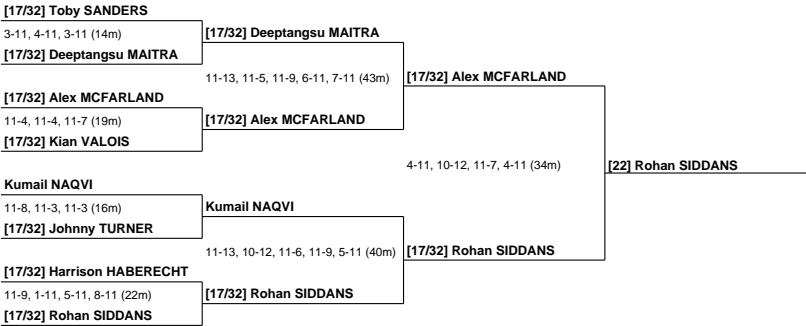 [17/32] Toby SANDERS
3-11, 4-11, 3-11 (14m)
[17/32] Deeptangsu MAITRA
[17/32] Deeptangsu MAITRA
11-13, 11-5, 11-9, 6-11, 7-11 (43m)
[17/32] Alex MCFARLAND
[17/32] Alex MCFARLAND
11-4, 11-4, 11-7 (19m)
[17/32] Kian VALOIS
[17/32] Alex MCFARLAND
4-11, 10-12, 11-7, 4-11 (34m)
[22] Rohan SIDDANS
Kumail NAQVI
11-8, 11-3, 11-3 (16m)
[17/32] Johnny TURNER
Kumail NAQVI
11-13, 10-12, 11-6, 11-9, 5-11 (40m)
[17/32] Rohan SIDDANS
[17/32] Harrison HABERECHT
11-9, 1-11, 5-11, 8-11 (22m)
[17/32] Rohan SIDDANS
[17/32] Rohan SIDDANS